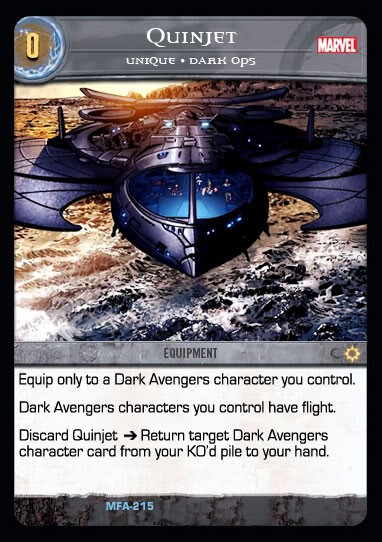 0
Quinjet
MARVEL
Unique • Dark Ops
EQUIPMENT
Equip only to a Dark Avengers character you control.
Dark Avengers characters you control have flight.
Discard Quinjet ➔ Return target Dark Avengers
character card from your KO'd pile to your hand.
MFA-215